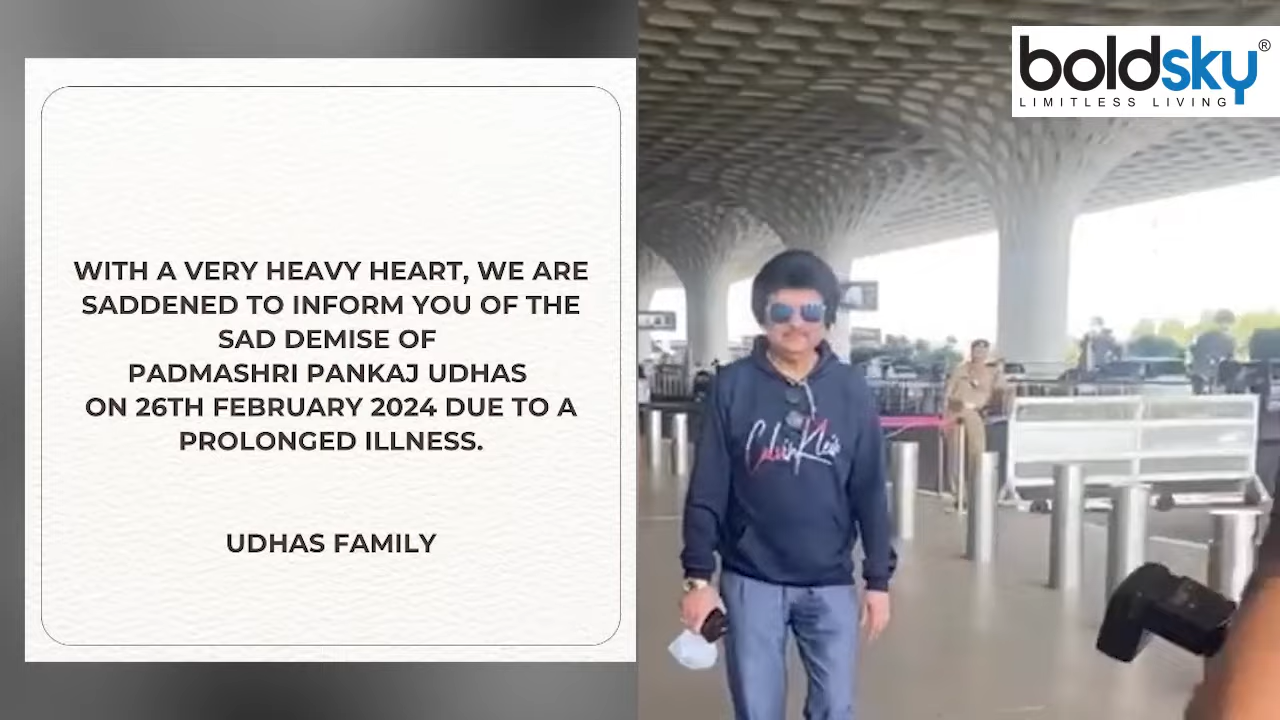 WITH A VERY HEAVY HEART, WE ARE
SADDENED TO INFORM YOU OF THE
SAD DEMISE OF
PADMASHRI PANKAJ UDHAS
ON 26TH FEBRUARY 2024 DUE TO A
PROLONGED ILLNESS.
UDHAS FAMILY
boldsky®
LIMITLESS LIVING
Calvin Klein